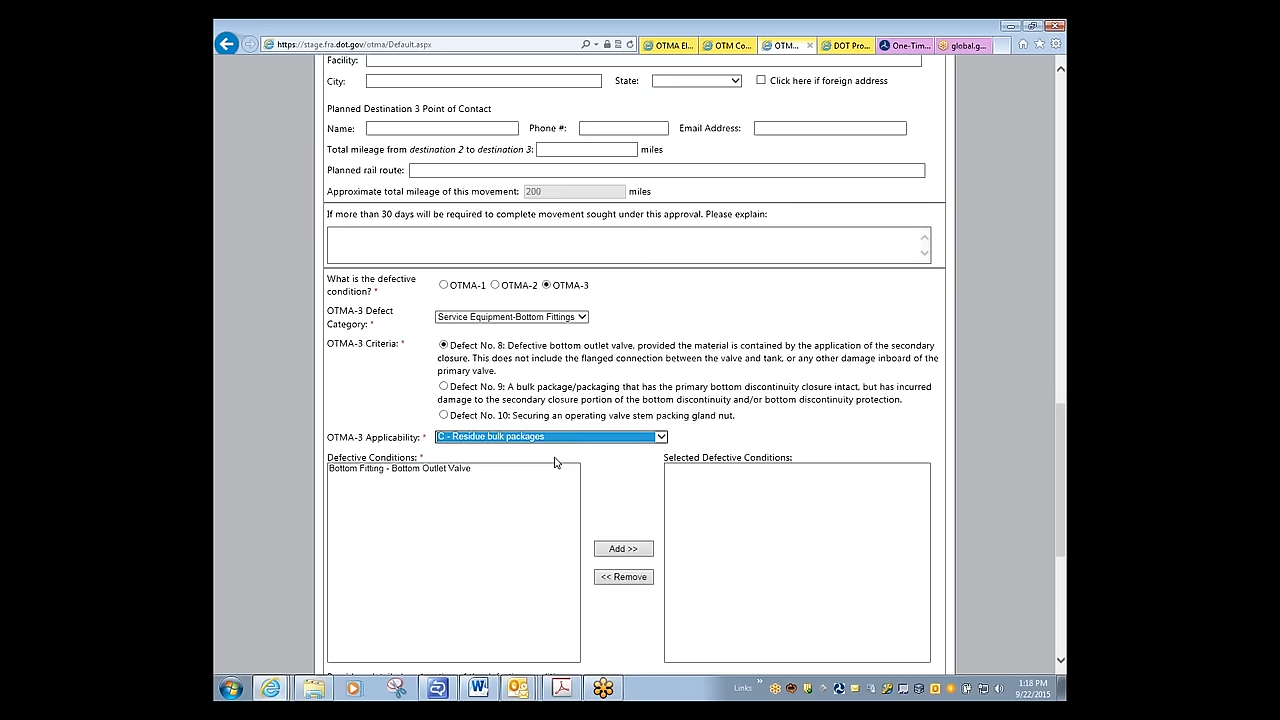 https://stage.fra.dot.gov/otma/Default.aspx
OTMA El...
OTM Co...
OTM...
DOT Pro...
One-Tim...
global.g...
Facility:
City:
State:
Click here if foreign address
Planned Destination 3 Point of Contact
Name:
Phone #:
Email Address:
Total mileage from destination 2 to destination 3:
miles
Planned rail route:
Approximate total mileage of this movement: 200 miles
If more than 30 days will be required to complete movement sought under this approval. Please explain:
What is the defective
condition? *
OTMA-1 OTMA-2 OTMA-3
OTMA-3 Defect
Category: *
Service Equipment-Bottom Fittings
OTMA-3 Criteria: *
Defect No. 8: Defective bottom outlet valve, provided the material is contained by the application of the secondary
closure. This does not include the flanged connection between the valve and tank, or any other damage inboard of the
primary valve.
Defect No. 9: A bulk package/packaging that has the primary bottom discontinuity closure intact, but has incurred
damage to the secondary closure portion of the bottom discontinuity and/or bottom discontinuity protection.
Defect No. 10: Securing an operating valve stem packing gland nut.
OTMA-3 Applicability: *
C - Residue bulk packages
Defective Conditions: *
Selected Defective Conditions:
Bottom Fitting - Bottom Outlet Valve
Add >>
<< Remove
Links
1:18 PM
9/22/2015